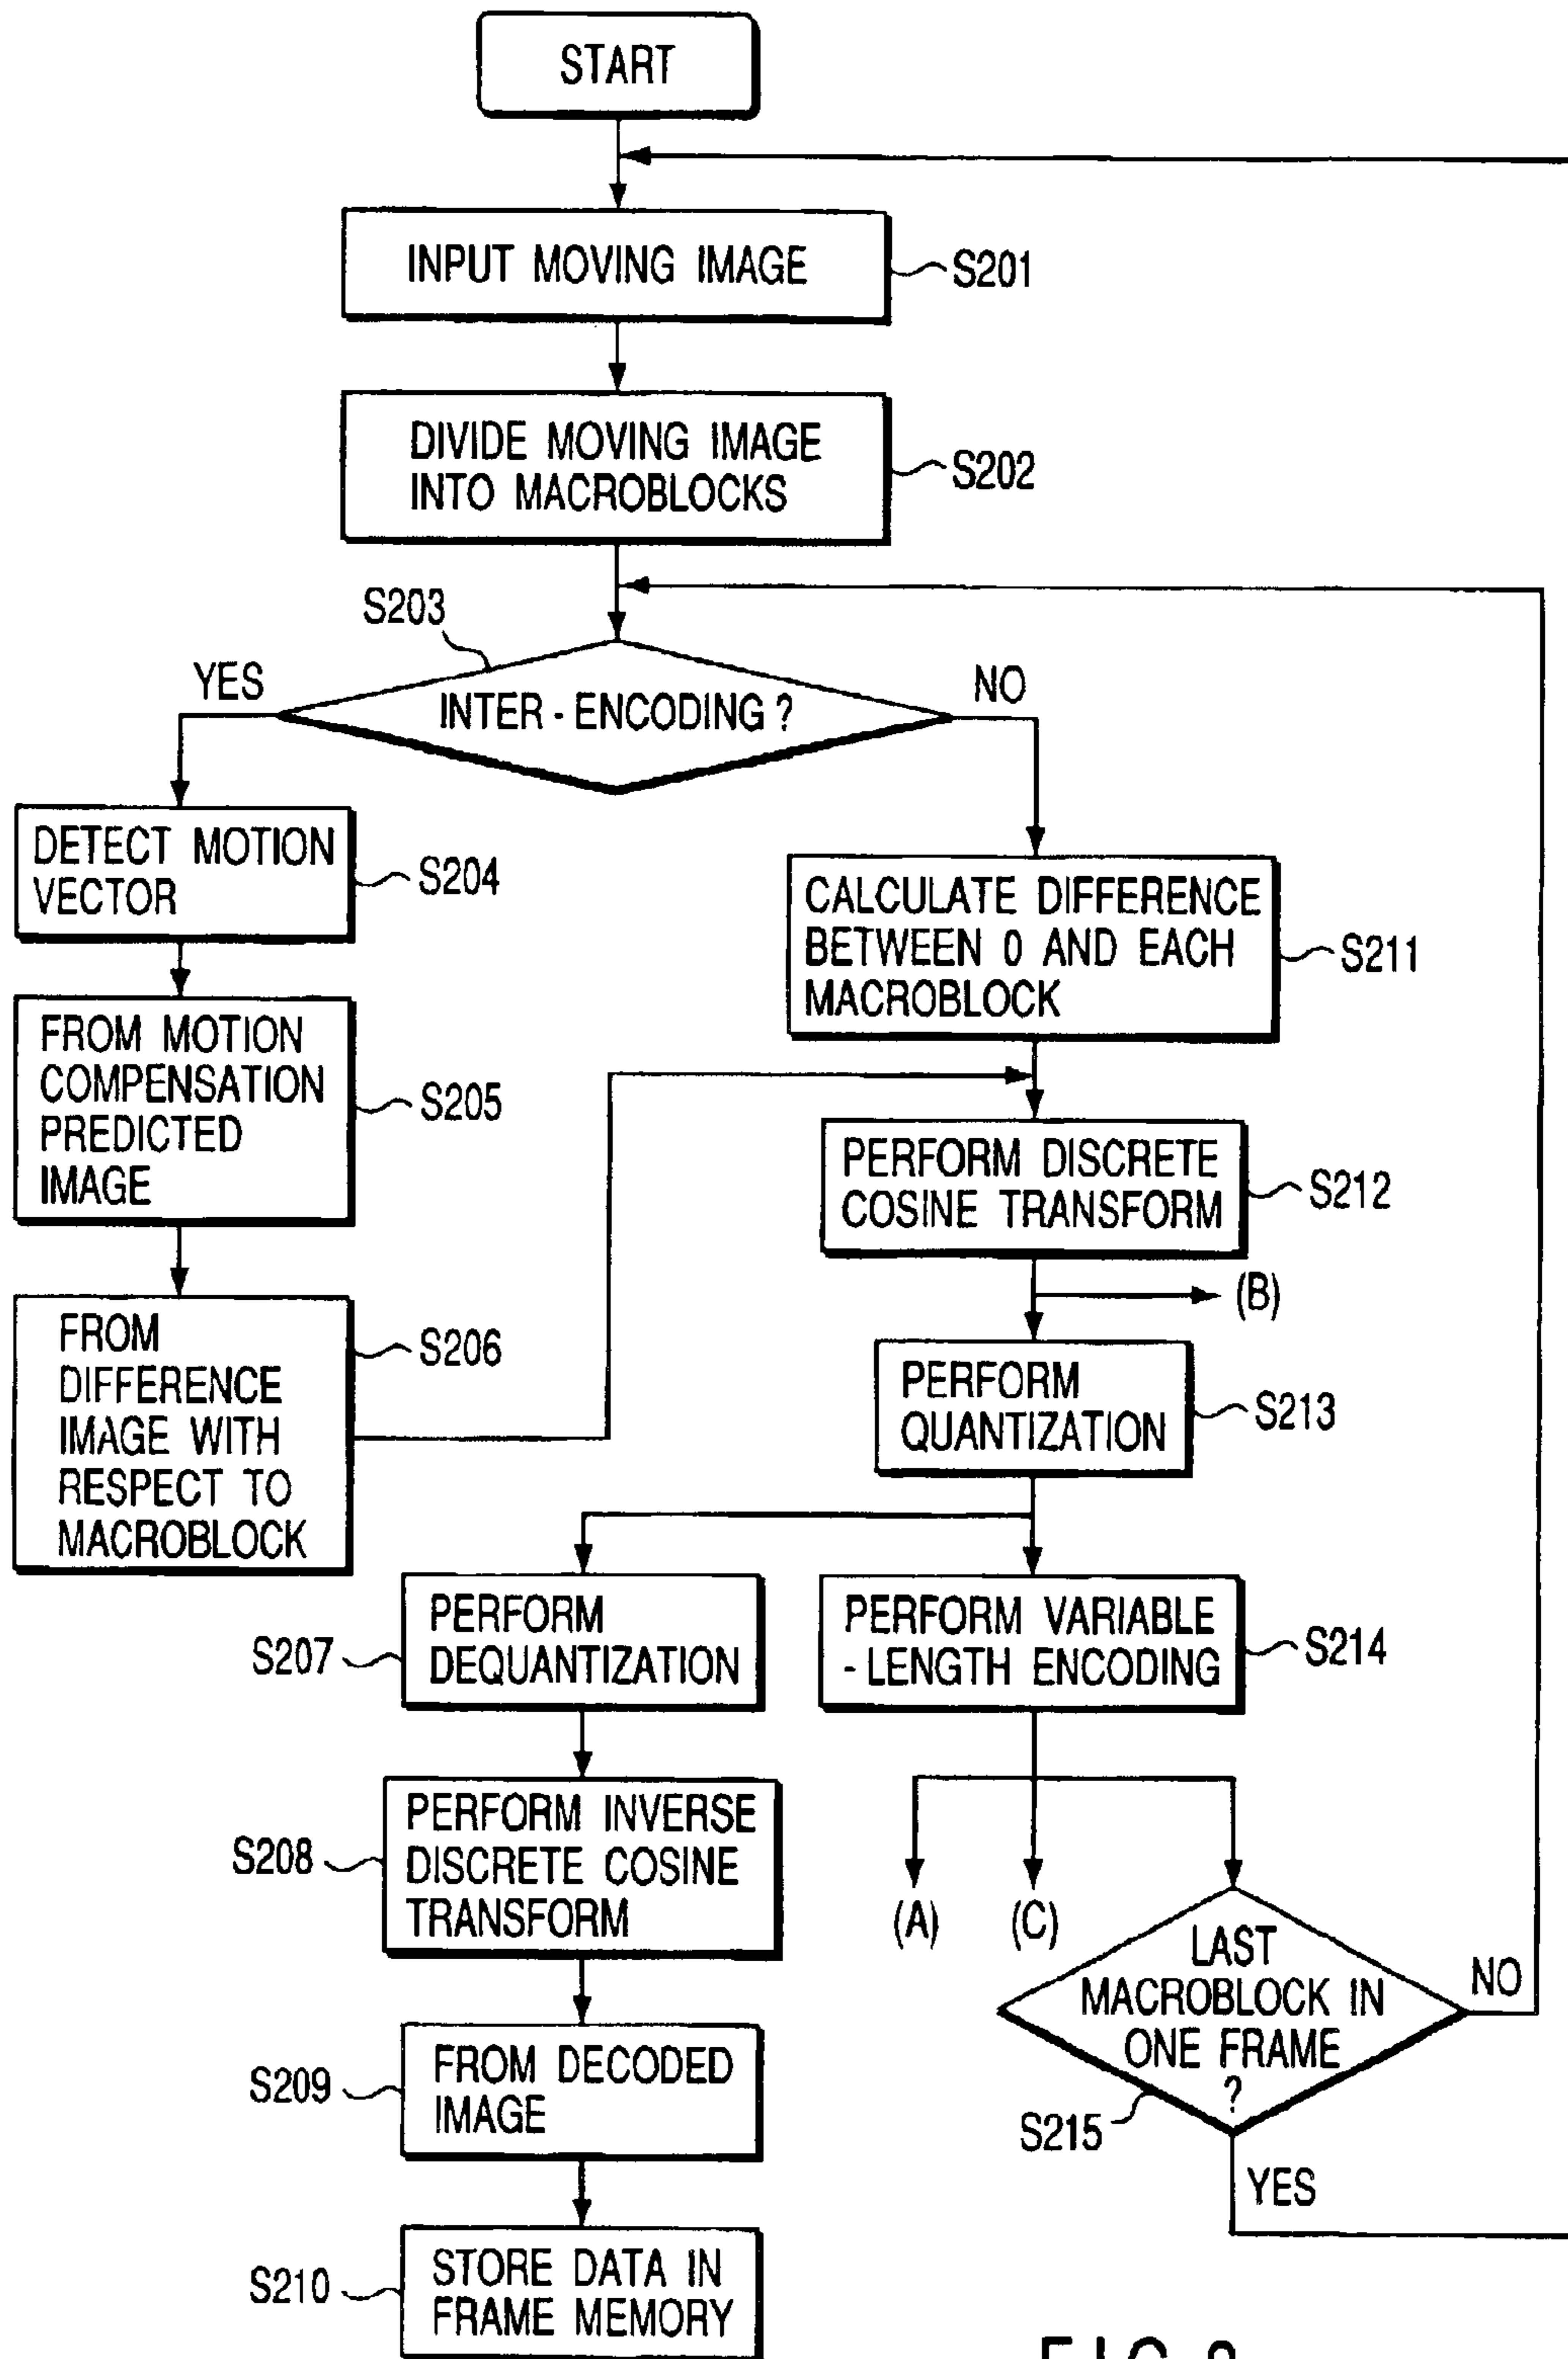 START
INPUT MOVING IMAGE
S201
DIVIDE MOVING IMAGE
INTO MACROBLOCKS
S202
S203
YES
INTER - ENCODING ?
NO
DETECT MOTION
VECTOR
S204
CALCULATE DIFFERENCE
BETWEEN 0 AND EACH
MACROBLOCK
S211
FROM MOTION
COMPENSATION
PREDICTED
IMAGE
S205
PERFORM DISCRETE
COSINE TRANSFORM
S212
(B)
FROM
DIFFERENCE
IMAGE WITH
RESPECT TO
MACROBLOCK
S206
PERFORM
QUANTIZATION
S213
S207
PERFORM
DEQUANTIZATION
PERFORM VARIABLE
- LENGTH ENCODING
S214
S208
PERFORM INVERSE
DISCRETE COSINE
TRANSFORM
(A)
(C)
LAST
MACROBLOCK IN
ONE FRAME
?
NO
S215
YES
S209
FROM DECODED
IMAGE
S210
STORE DATA IN
FRAME MEMORY